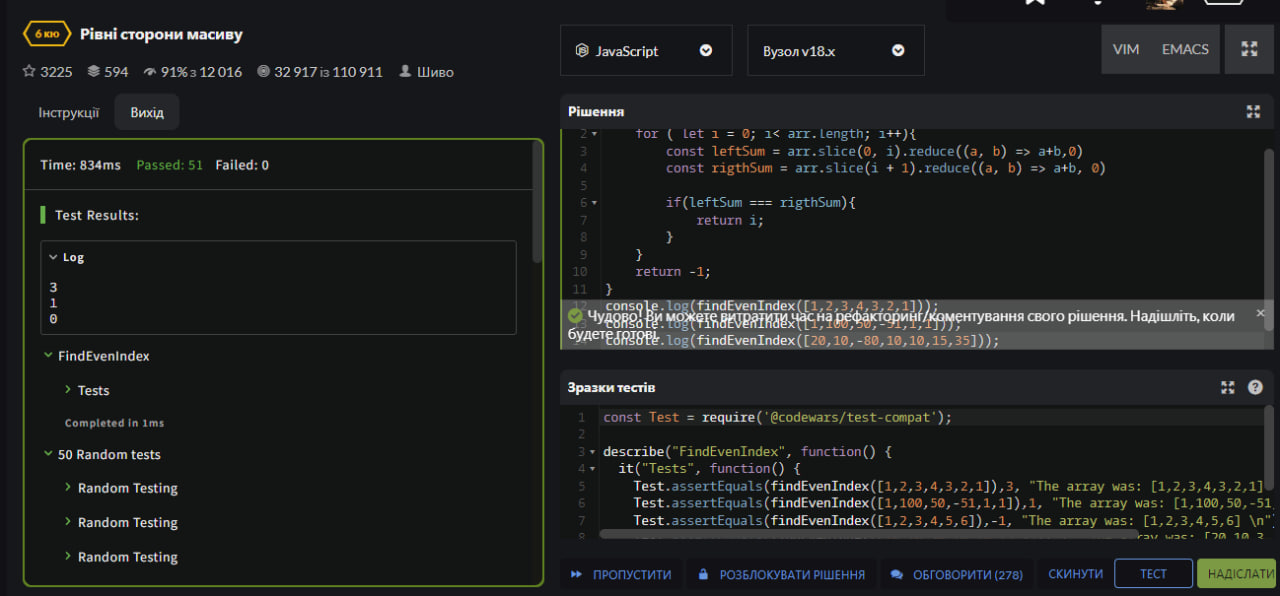 6 кю Рівні сторони масиву
3225 594 91% з 12 016 32 917 із 110 911 Шиво
Інструкції Вихід
Time: 834ms Passed: 51 Failed: 0
Test Results:
Log
3
1
0
FindEvenIndex
Tests
Completed in 1ms
50 Random tests
Random Testing
Random Testing
Random Testing
JavaScript Вузол v18.x VIM EMACS
Рішення
2 for ( let i = 0; i< arr.length; i++){
3 const leftSum = arr.slice(0, i).reduce((a, b) => a+b,0)
4 const rigthSum = arr.slice(i + 1).reduce((a, b) => a+b, 0)
5
6 if(leftSum === rigthSum){
7 return i;
8 }
9 }
10 return -1;
11 }
12 console.log(findEvenIndex([1,2,3,4,3,2,1]));
Чудово! Ви можете витратити час на рефакторинг/коментування свого рішення. Надішліть, коли
13 console.log(findEvenIndex([1,100,50,-51,1,1]));
будете готові.
14 console.log(findEvenIndex([20,10,-80,10,10,15,35]));
Зразки тестів
1 const Test = require('@codewars/test-compat');
2
3 describe("FindEvenIndex", function() {
4 it("Tests", function() {
5 Test.assertEquals(findEvenIndex([1,2,3,4,3,2,1]),3, "The array was: [1,2,3,4,3,2,1]
6 Test.assertEquals(findEvenIndex([1,100,50,-51,1,1]),1, "The array was: [1,100,50,-51,
7 Test.assertEquals(findEvenIndex([1,2,3,4,5,6]),-1, "The array was: [1,2,3,4,5,6] \n"
8
ПРОПУСТИТИ РОЗБЛОКУВАТИ РІШЕННЯ ОБГОВОРИТИ (278) СКИНУТИ ТЕСТ НАДІСЛАТИ